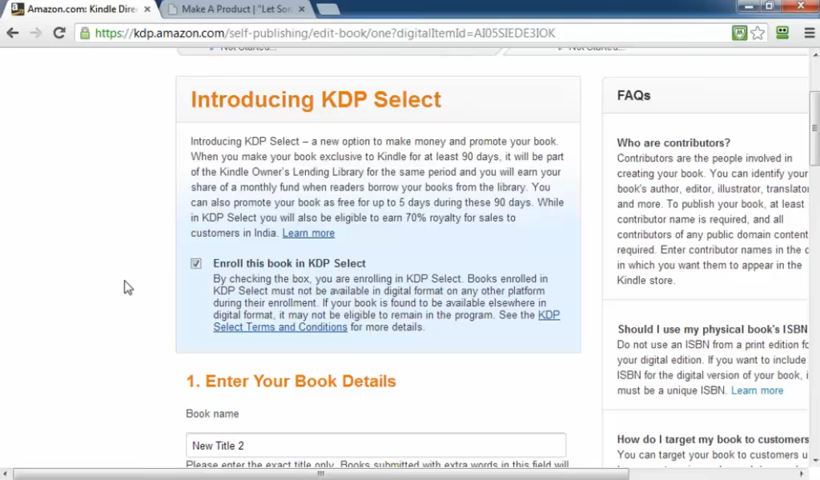 Amazon.com: Kindle Dire
Make A Product | "Let Son
https://kdp.amazon.com/self-publishing/edit-book/one?digitalItemId=AI05SIEDE3IOK
Not Started...
Not Started...
Introducing KDP Select
Introducing KDP Select – a new option to make money and promote your book.
When you make your book exclusive to Kindle for at least 90 days, it will be part
of the Kindle Owner's Lending Library for the same period and you will earn your
share of a monthly fund when readers borrow your books from the library. You
can also promote your book as free for up to 5 days during these 90 days. While
in KDP Select you will also be eligible to earn 70% royalty for sales to
customers in India. Learn more
Enroll this book in KDP Select
By checking the box, you are enrolling in KDP Select. Books enrolled in
KDP Select must not be available in digital format on any other platform
during their enrollment. If your book is found to be available elsewhere in
digital format, it may not be eligible to remain in the program. See the KDP
Select Terms and Conditions for more details.
1. Enter Your Book Details
Book name
New Title 2
Please enter the exact title only. Books submitted with extra words in this field will
FAQs
Who are contributors?
Contributors are the people involved in
creating your book. You can identify your
book's author, editor, illustrator, translator
and more. To publish your book, at least
contributor name is required, and all
contributors of any public domain content
required. Enter contributor names in the o
in which you want them to appear in the
Kindle store.
Should I use my physical book's ISBN
Do not use an ISBN from a print edition fo
your digital edition. If you want to include
ISBN for the digital version of your book, i
must be a unique ISBN. Learn more
How do I target my book to customers
You can target your book to customers u